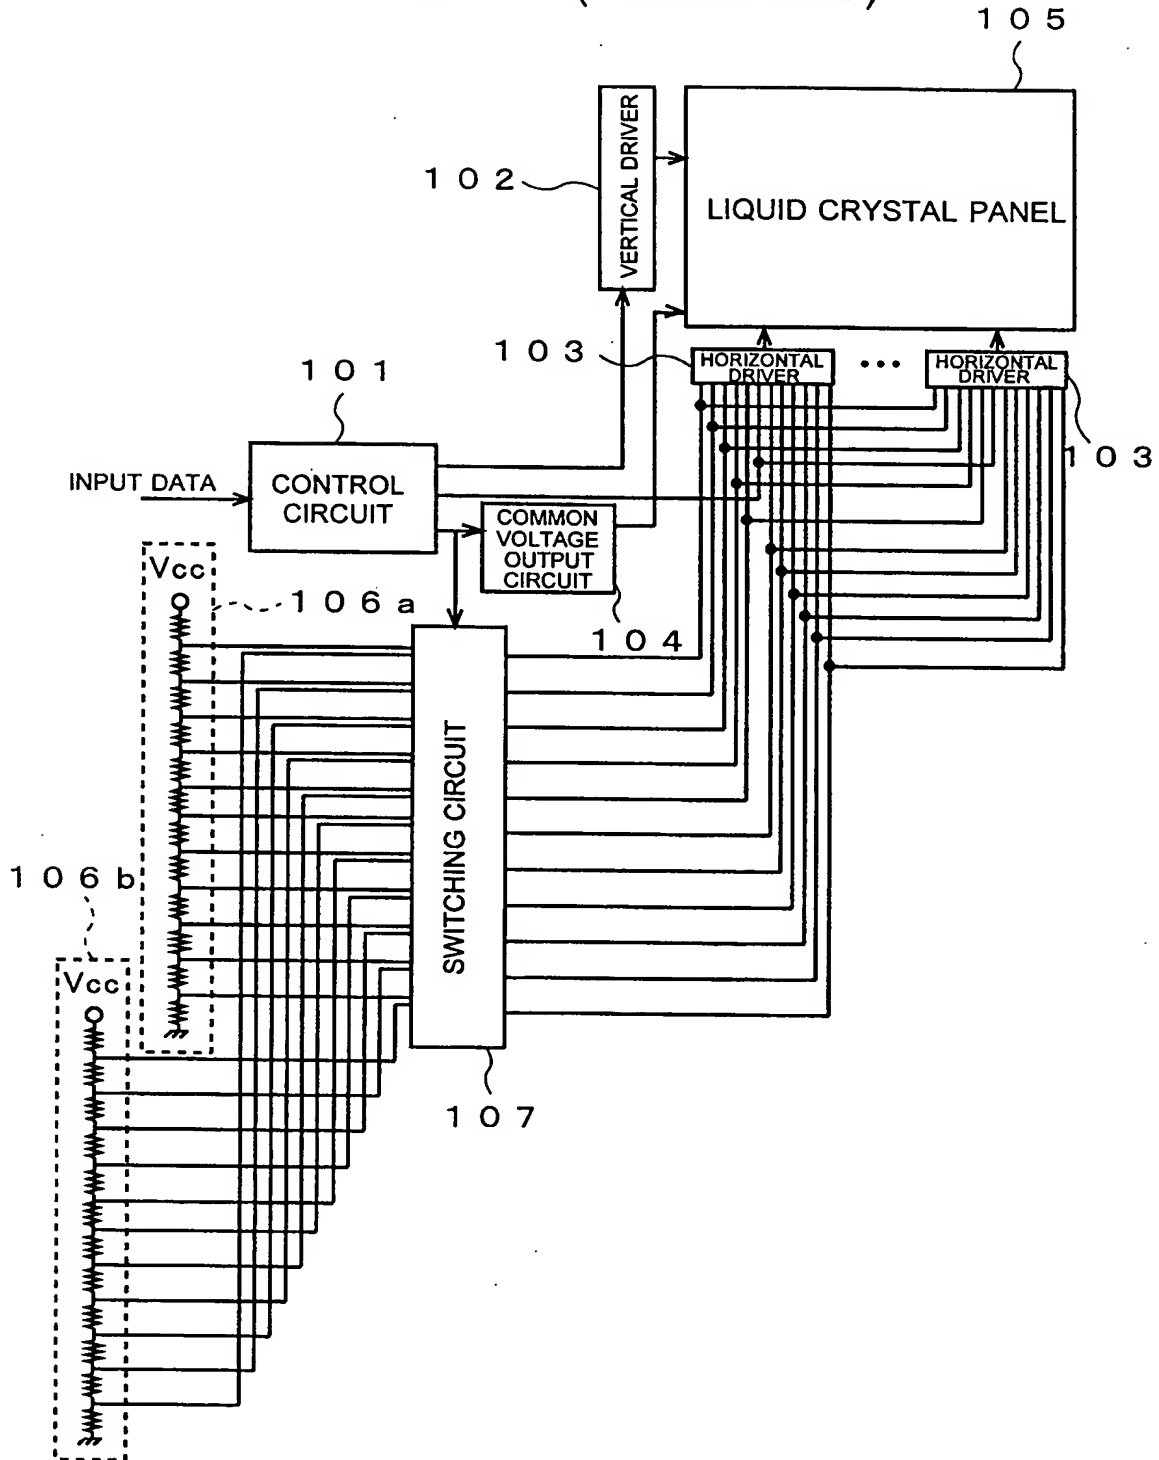 105
102
VERTICAL DRIVER
LIQUID CRYSTAL PANEL
103
HORIZONTAL
DRIVER
HORIZONTAL
DRIVER
103
101
INPUT DATA
CONTROL
CIRCUIT
COMMON
VOLTAGE
OUTPUT
CIRCUIT
104
Vcc
106a
SWITCHING CIRCUIT
106b
Vcc
107